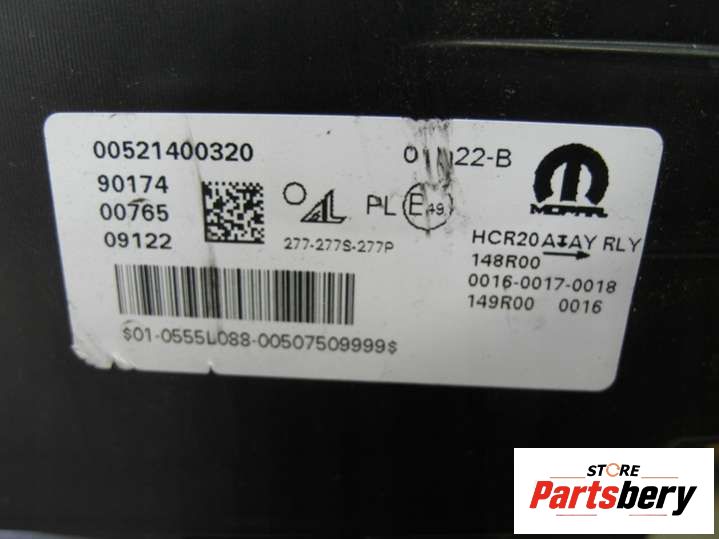 00521400320
22-B
90174
00765
09122
PL E 49
MOPAR
277-277S-277P
HCR20 RLY
148R00
0016-0017-0018
149R00 0016
$01-0555L088-00507509999$
STORE
Partsbery